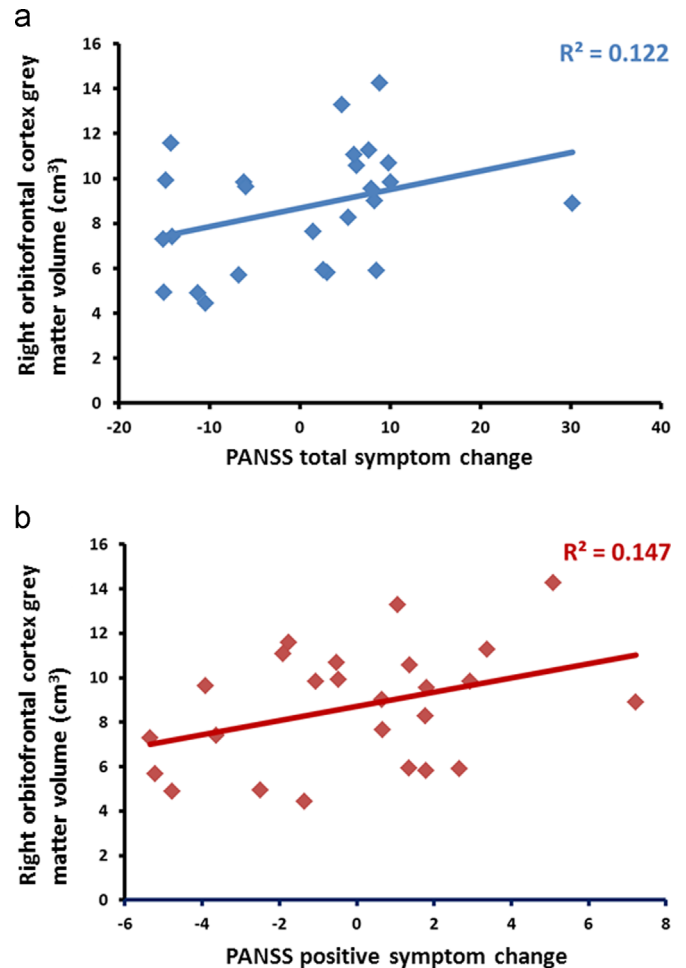 a
R² = 0.122
Right orbitofrontal cortex grey
matter volume (cm³)
16
14
12
10
8
6
4
2
0
-20 -10 0 10 20 30 40
PANSS total symptom change
b
R² = 0.147
Right orbitofrontal cortex grey
matter volume (cm³)
16
14
12
10
8
6
4
2
0
-6 -4 -2 0 2 4 6 8
PANSS positive symptom change